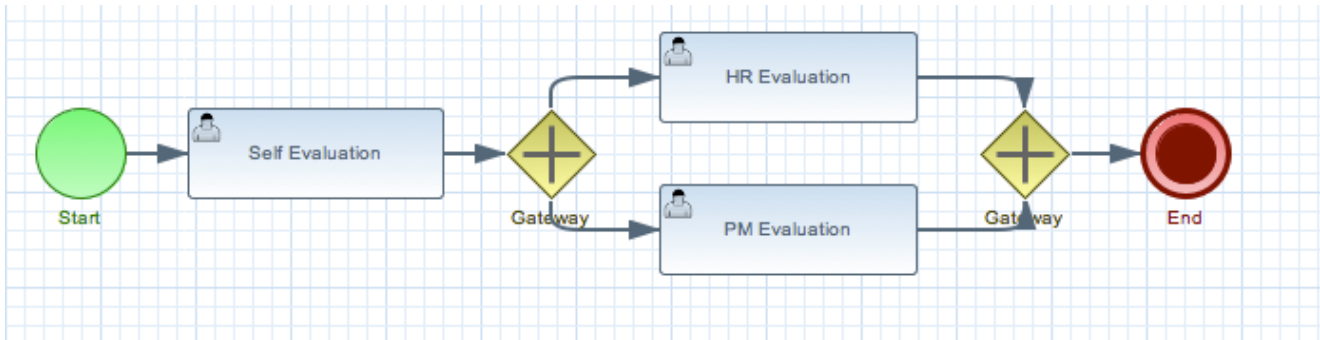 Start
Self Evaluation
Gateway
HR Evaluation
PM Evaluation
Gateway
End